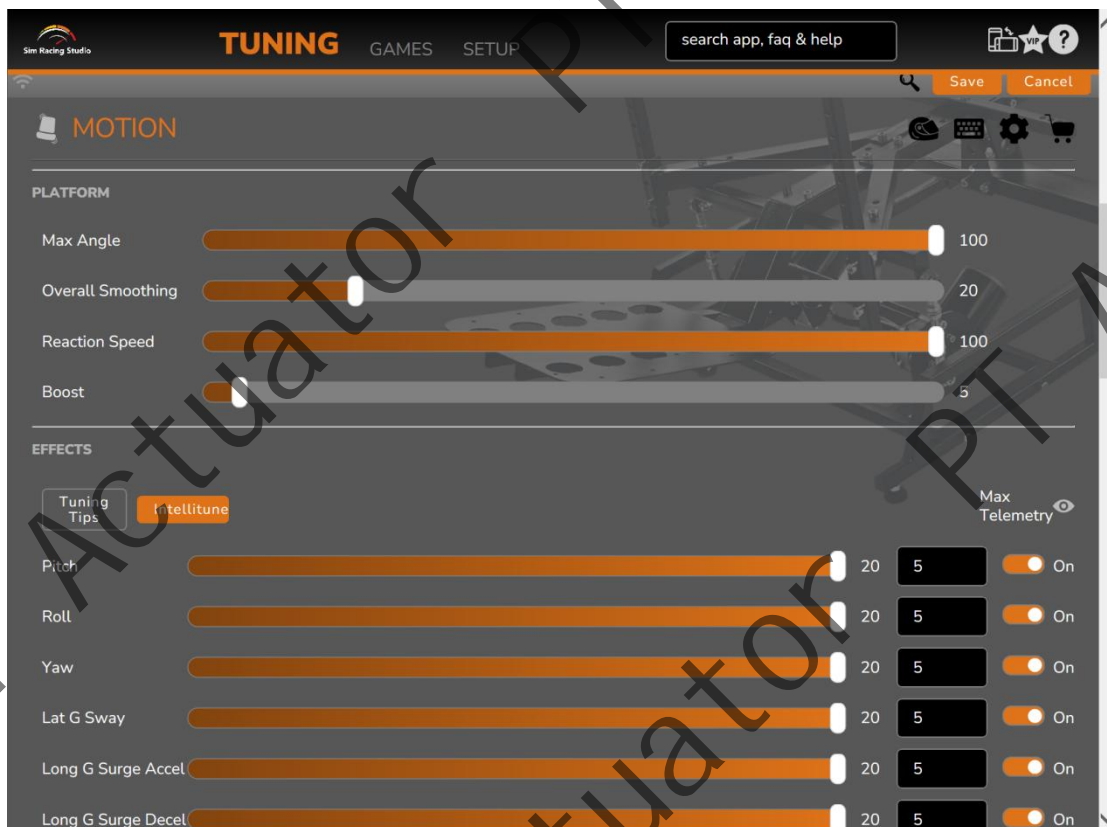 Sim Racing Studio
TUNING GAMES SETUP
search app, faq & help
VIP ?
Save Cancel
MOTION
PLATFORM
Max Angle 100
Overall Smoothing 20
Reaction Speed 100
Boost 5
EFFECTS
Tuning
Tips
Intellitune
Max
Telemetry
Pitch 20 5 On
Roll 20 5 On
Yaw 20 5 On
Lat G Sway 20 5 On
Long G Surge Accel 20 5 On
Long G Surge Decel 20 5 On
PT Actuator
PT Actuator